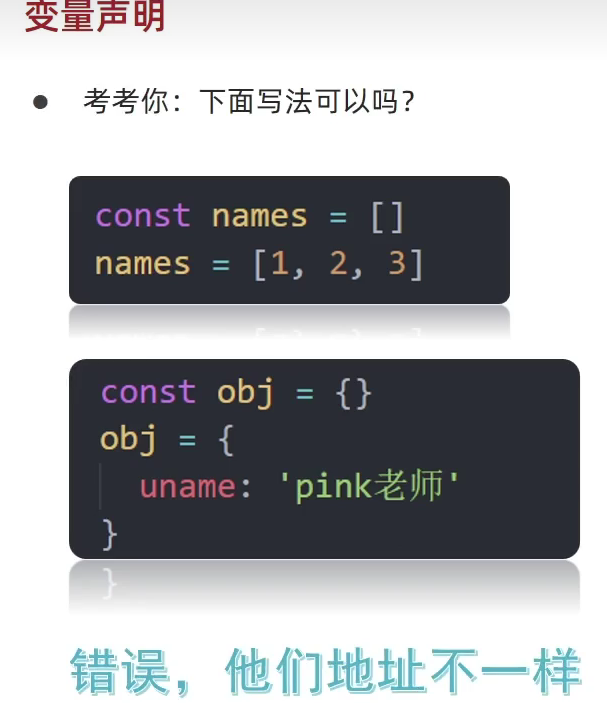 变量声明
● 考考你：下面写法可以吗？
const names = []
names = [1, 2, 3]
const obj = {}
obj = {
uname: 'pink老师'
}
错误，他们地址不一样